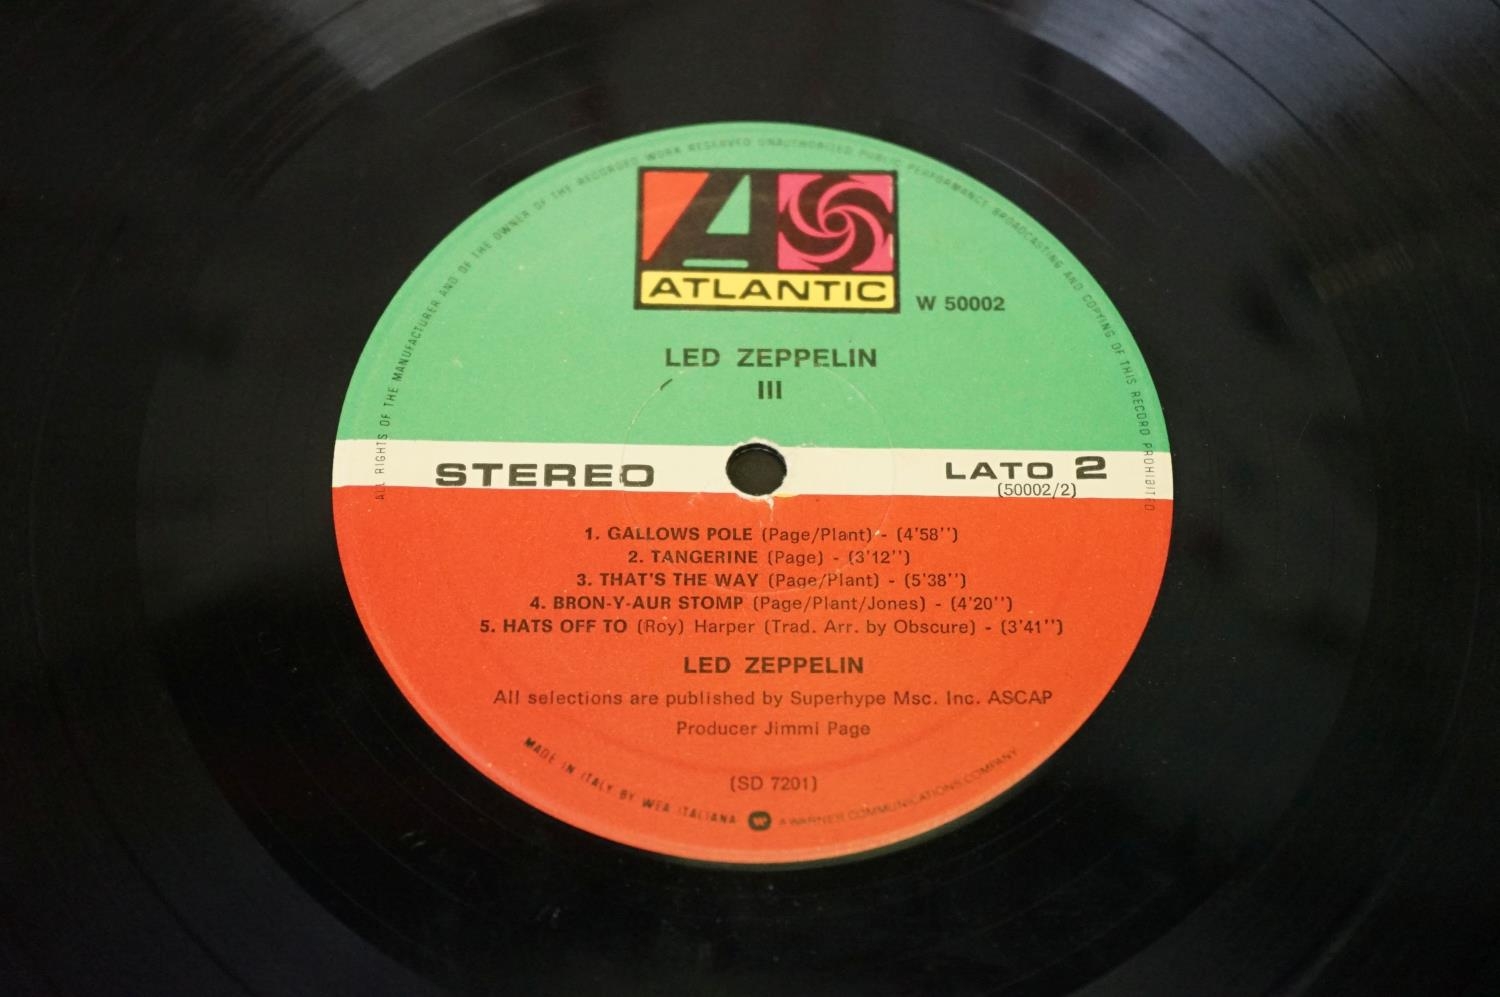 ALL RIGHTS OF THE MANUFACTURER AND OF THE OWNER OF THE RECORDED WORK RESERVED UNAUTHORISED PUBLIC PERFORMANCE BROADCASTING AND COPYING OF THIS RECORD PROHIBITED
A
ATLANTIC
W 50002
LED ZEPPELIN
III
STEREO
LATO 2
(50002/2)
1. GALLOWS POLE (Page/Plant) - (4'58'')
2. TANGERINE (Page) - (3'12'')
3. THAT'S THE WAY (Page/Plant) - (5'38'')
4. BRON-Y-AUR STOMP (Page/Plant/Jones) - (4'20'')
5. HATS OFF TO (Roy) Harper (Trad. Arr. by Obscure) - (3'41'')
LED ZEPPELIN
All selections are published by Superhype Msc. Inc. ASCAP
Producer Jimmi Page
(SD 7201)
MADE IN ITALY BY WEA ITALIANA W A WARNER COMMUNICATIONS COMPANY